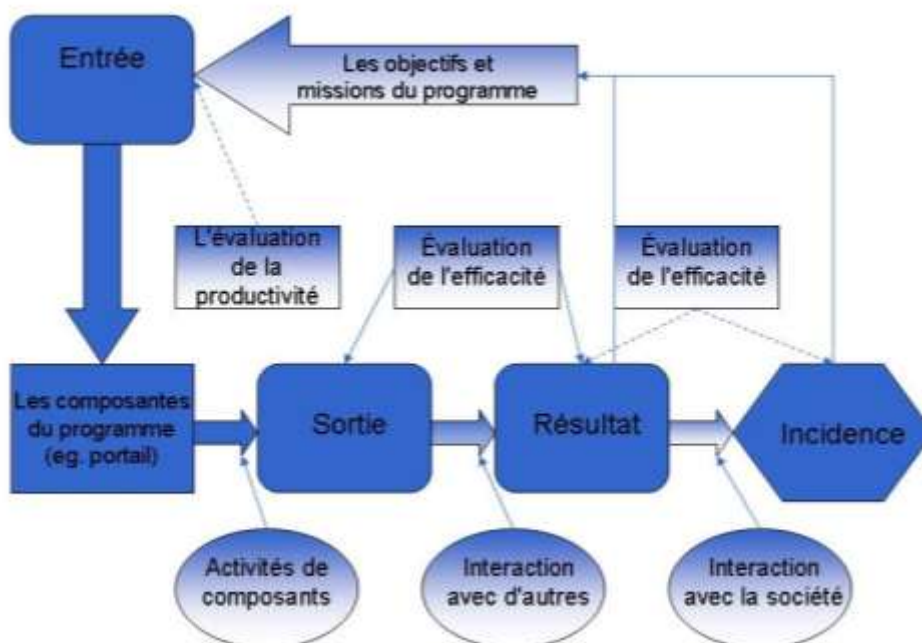 Entrée
Les objectifs et
missions du programme
L'évaluation
de la
productivité
Évaluation
de l'efficacité
Évaluation
de l'efficacité
Les composantes
du programme
(eg. portail)
Sortie
Résultat
Incidence
Activités de
composants
Interaction
avec d'autres
Interaction
avec la société